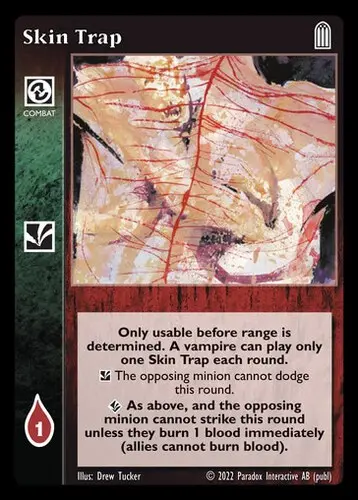 Skin Trap
COMBAT
Only usable before range is
determined. A vampire can play only
one Skin Trap each round.
The opposing minion cannot dodge
this round.
As above, and the opposing
minion cannot strike this round
unless they burn 1 blood immediately
(allies cannot burn blood).
1
Illus: Drew Tucker © 2022 Paradox Interactive AB (publ)